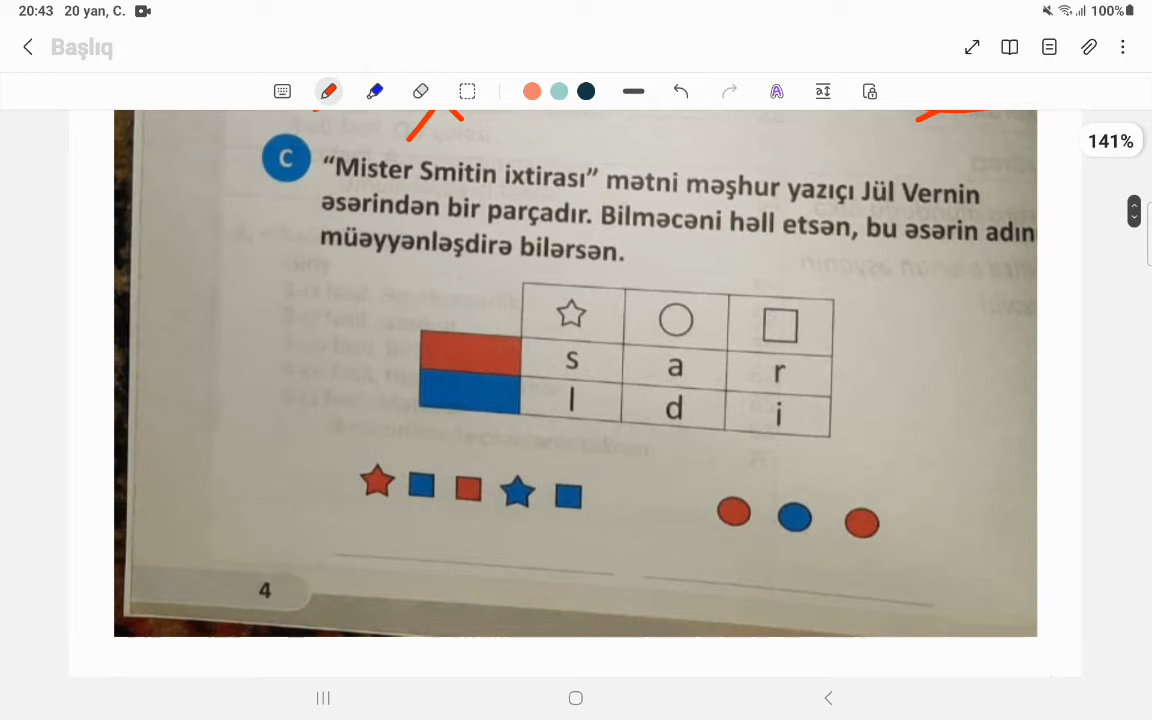 20:43 20 yan, C. 100%
Başlıq
141%
C "Mister Smitin ixtirası" mətni məşhur yazıçı Jül Vernin
əsərindən bir parçadır. Bilməcəni həll etsən, bu əsərin adın
müəyyənləşdirə bilərsən.
s a r
l d i
4